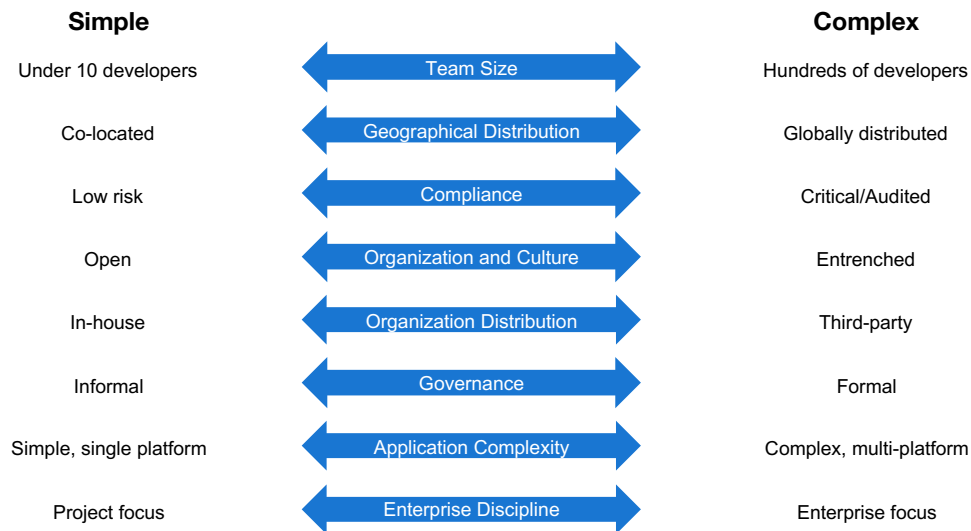 Simple Complex
Under 10 developers Team Size Hundreds of developers
Co-located Geographical Distribution Globally distributed
Low risk Compliance Critical/Audited
Open Organization and Culture Entrenched
In-house Organization Distribution Third-party
Informal Governance Formal
Simple, single platform Application Complexity Complex, multi-platform
Project focus Enterprise Discipline Enterprise focus